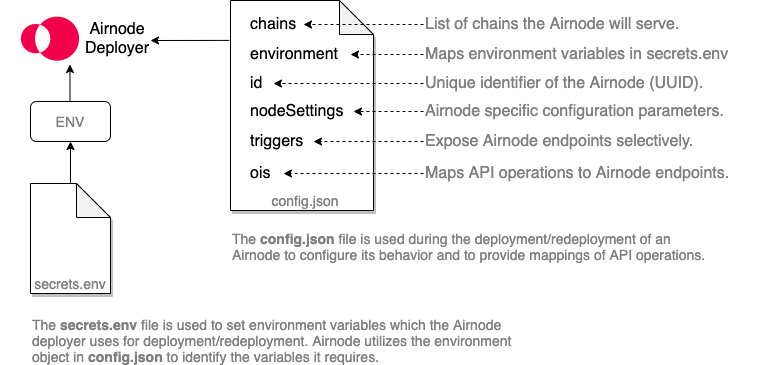 Airnode
Deployer
ENV
secrets.env
chains
List of chains the Airnode will serve.
environment
Maps environment variables in secrets.env
id
Unique identifier of the Airnode (UUID).
nodeSettings
Airnode specific configuration parameters.
triggers
Expose Airnode endpoints selectively.
ois
Maps API operations to Airnode endpoints.
config.json
The config.json file is used during the deployment/redeployment of an
Airnode to configure its behavior and to provide mappings of API operations.
The secrets.env file is used to set environment variables which the Airnode
deployer uses for deployment/redeployment. Airnode utilizes the environment
object in config.json to identify the variables it requires.